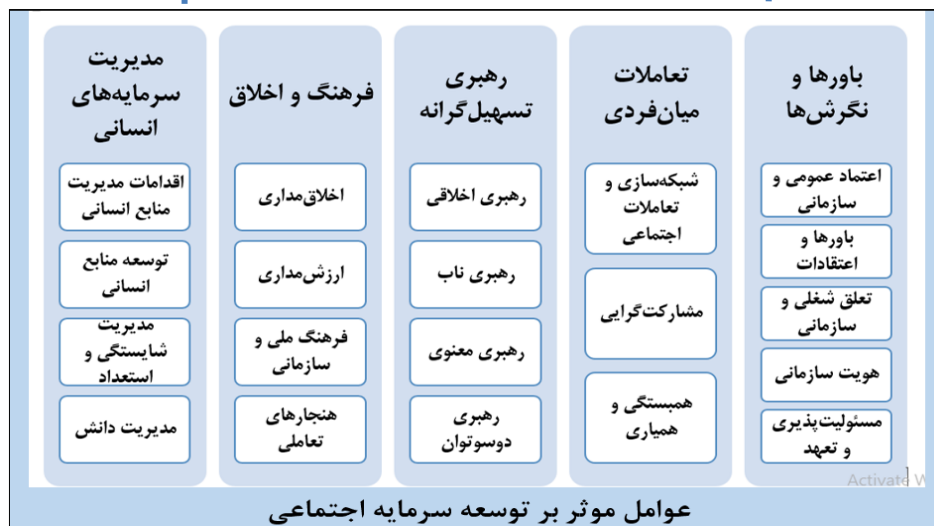 باورها و
نگرش‌ها
اعتماد عمومی و
سازمانی
باورها و
اعتقادات
تعلق شغلی و
سازمانی
هویت سازمانی
مسئولیت‌پذیری
و تعهد
تعاملات
میان‌فردی
شبکه‌سازی و
تعاملات
اجتماعی
مشارکت‌گرایی
همبستگی و
همیاری
رهبری
تسهیل‌گرانه
رهبری اخلاقی
رهبری ناب
رهبری معنوی
رهبری
دوسوتوان
فرهنگ و اخلاق
اخلاق‌مداری
ارزش‌مداری
فرهنگ ملی و
سازمانی
هنجارهای
تعاملی
مدیریت
سرمایه‌های
انسانی
اقدامات مدیریت
منابع انسانی
توسعه منابع
انسانی
مدیریت
شایستگی و
استعداد
مدیریت دانش
Activate W
عوامل موثر بر توسعه سرمایه اجتماعی